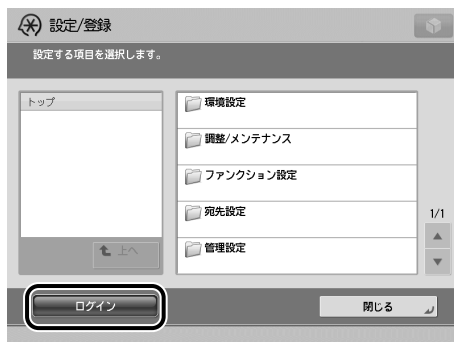 設定/登録
設定する項目を選択します。
トップ
環境設定
調整/メンテナンス
ファンクション設定
宛先設定
管理設定
1/1
上へ
ログイン
閉じる